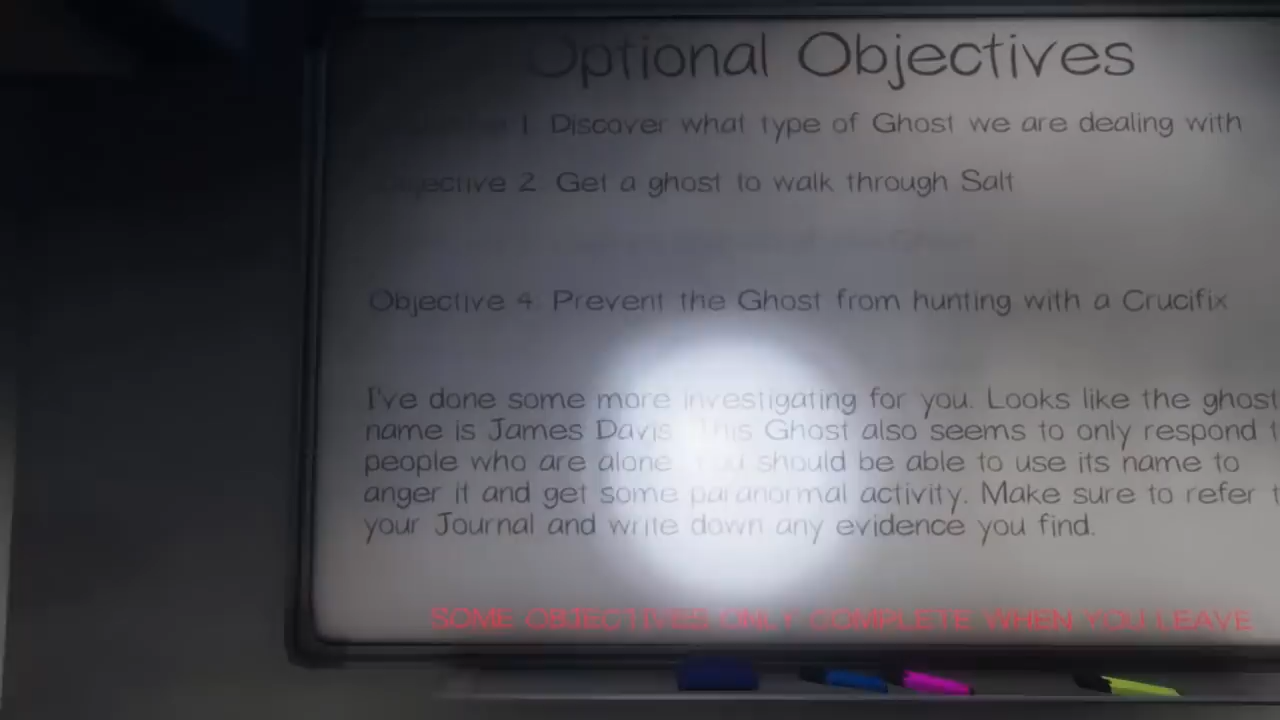 Optional Objectives
1. Discover what type of Ghost we are dealing with
Objective 2. Get a ghost to walk through Salt
Ghost
Objective 4. Prevent the Ghost from hunting with a Crucifix
I've done some more investigating for you. Looks like the ghost
name is James Davis. This Ghost also seems to only respond
people who are alone. You should be able to use its name to
anger it and get some paranormal activity. Make sure to refer
your Journal and write down any evidence you find.
SOME OBJECTIVES ONLY COMPLETE WHEN YOU LEAVE